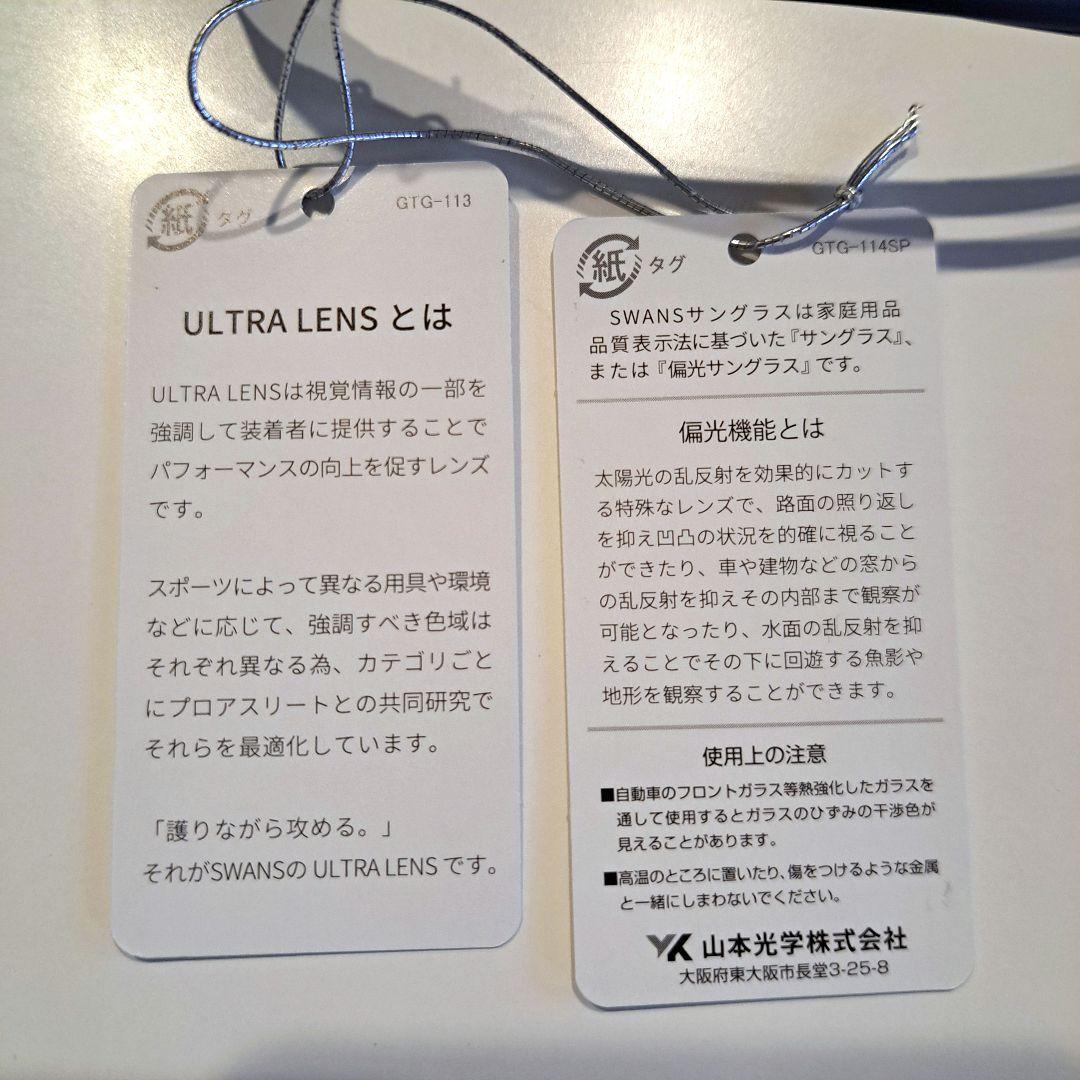 紙 タグ
GTG-113
ULTRA LENS とは
ULTRA LENSは視覚情報の一部を
強調して装着者に提供することで
パフォーマンスの向上を促すレンズ
です。
スポーツによって異なる用具や環境
などに応じて、強調すべき色域は
それぞれ異なる為、カテゴリごと
にプロアスリートとの共同研究で
それらを最適化しています。
「護りながら攻める。」
それがSWANSの ULTRA LENS です。
紙 タグ
GTG-114SP
SWANSサングラスは家庭用品
品質表示法に基づいた『サングラス』、
または『偏光サングラス』です。
偏光機能とは
太陽光の乱反射を効果的にカットす
る特殊なレンズで、路面の照り返し
を抑え凹凸の状況を的確に視ること
ができたり、車や建物などの窓から
の乱反射を抑えその内部まで観察が
可能となったり、水面の乱反射を抑
えることでその下に回遊する魚影や
地形を観察することができます。
使用上の注意
■自動車のフロントガラス等熱強化したガラスを
通して使用するとガラスのひずみの干渉色が
見えることがあります。
■高温のところに置いたり、傷をつけるような金属
と一緒にしまわないでください。
YK 山本光学株式会社
大阪府東大阪市長堂3-25-8